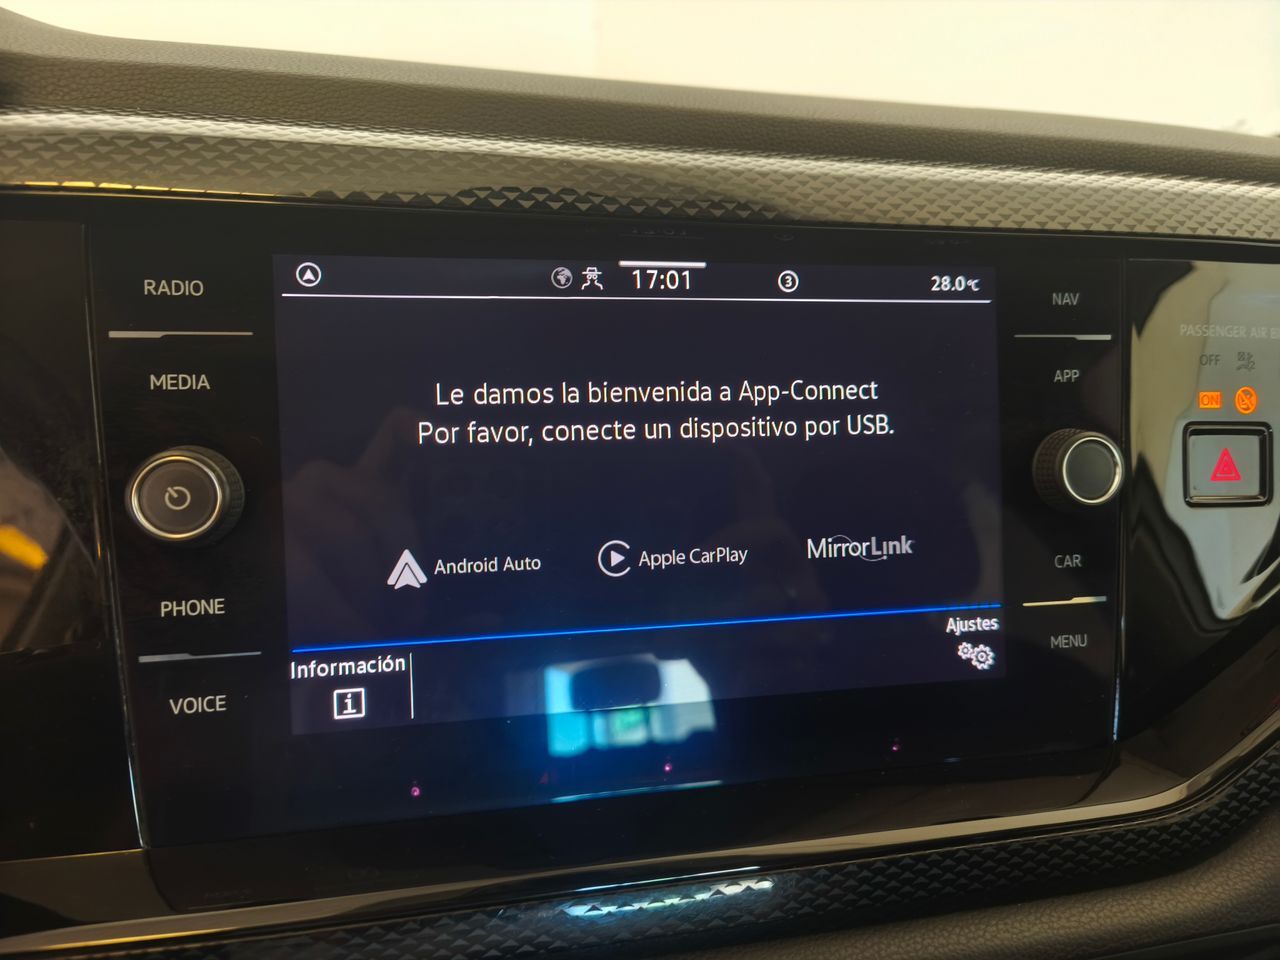 RADIO
MEDIA
PHONE
VOICE
17:01
3
28.0°C
Le damos la bienvenida a App-Connect
Por favor, conecte un dispositivo por USB.
Android Auto
Apple CarPlay
MirrorLink
Información
i
Ajustes
NAV
APP
CAR
MENU
PASSENGER AIR
OFF
ON